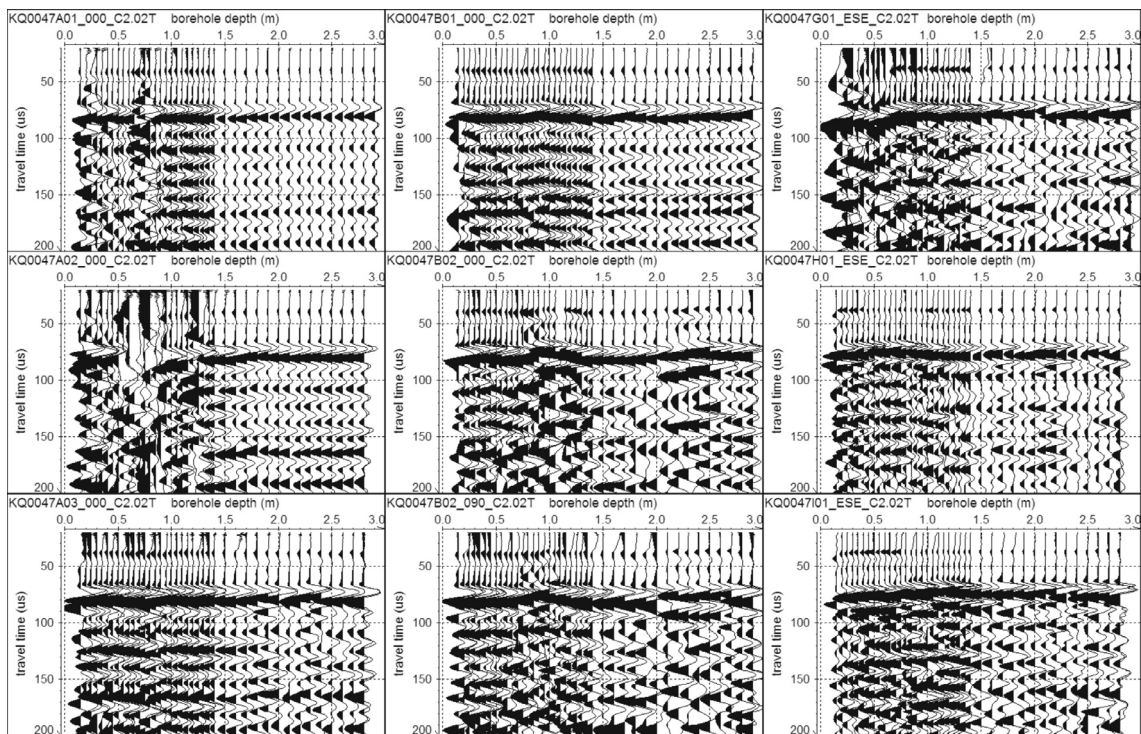 KQ0047A01_000_C2.02T borehole depth (m)
0.0 0.5 1.0 1.5 2.0 2.5 3.0
travel time (us)
50
100
150
200
KQ0047B01_000_C2.02T borehole depth (m)
0.0 0.5 1.0 1.5 2.0 2.5 3.0
travel time (us)
50
100
150
200
KQ0047G01_ESE_C2.02T borehole depth (m)
0.0 0.5 1.0 1.5 2.0 2.5 3.0
travel time (us)
50
100
150
200
KQ0047A02_000_C2.02T borehole depth (m)
0.0 0.5 1.0 1.5 2.0 2.5 3.0
travel time (us)
50
100
150
200
KQ0047B02_000_C2.02T borehole depth (m)
0.0 0.5 1.0 1.5 2.0 2.5 3.0
travel time (us)
50
100
150
200
KQ0047H01_ESE_C2.02T borehole depth (m)
0.0 0.5 1.0 1.5 2.0 2.5 3.0
travel time (us)
50
100
150
200
KQ0047A03_000_C2.02T borehole depth (m)
0.0 0.5 1.0 1.5 2.0 2.5 3.0
travel time (us)
50
100
150
200
KQ0047B02_090_C2.02T borehole depth (m)
0.0 0.5 1.0 1.5 2.0 2.5 3.0
travel time (us)
50
100
150
200
KQ0047I01_ESE_C2.02T borehole depth (m)
0.0 0.5 1.0 1.5 2.0 2.5 3.0
travel time (us)
50
100
150
200